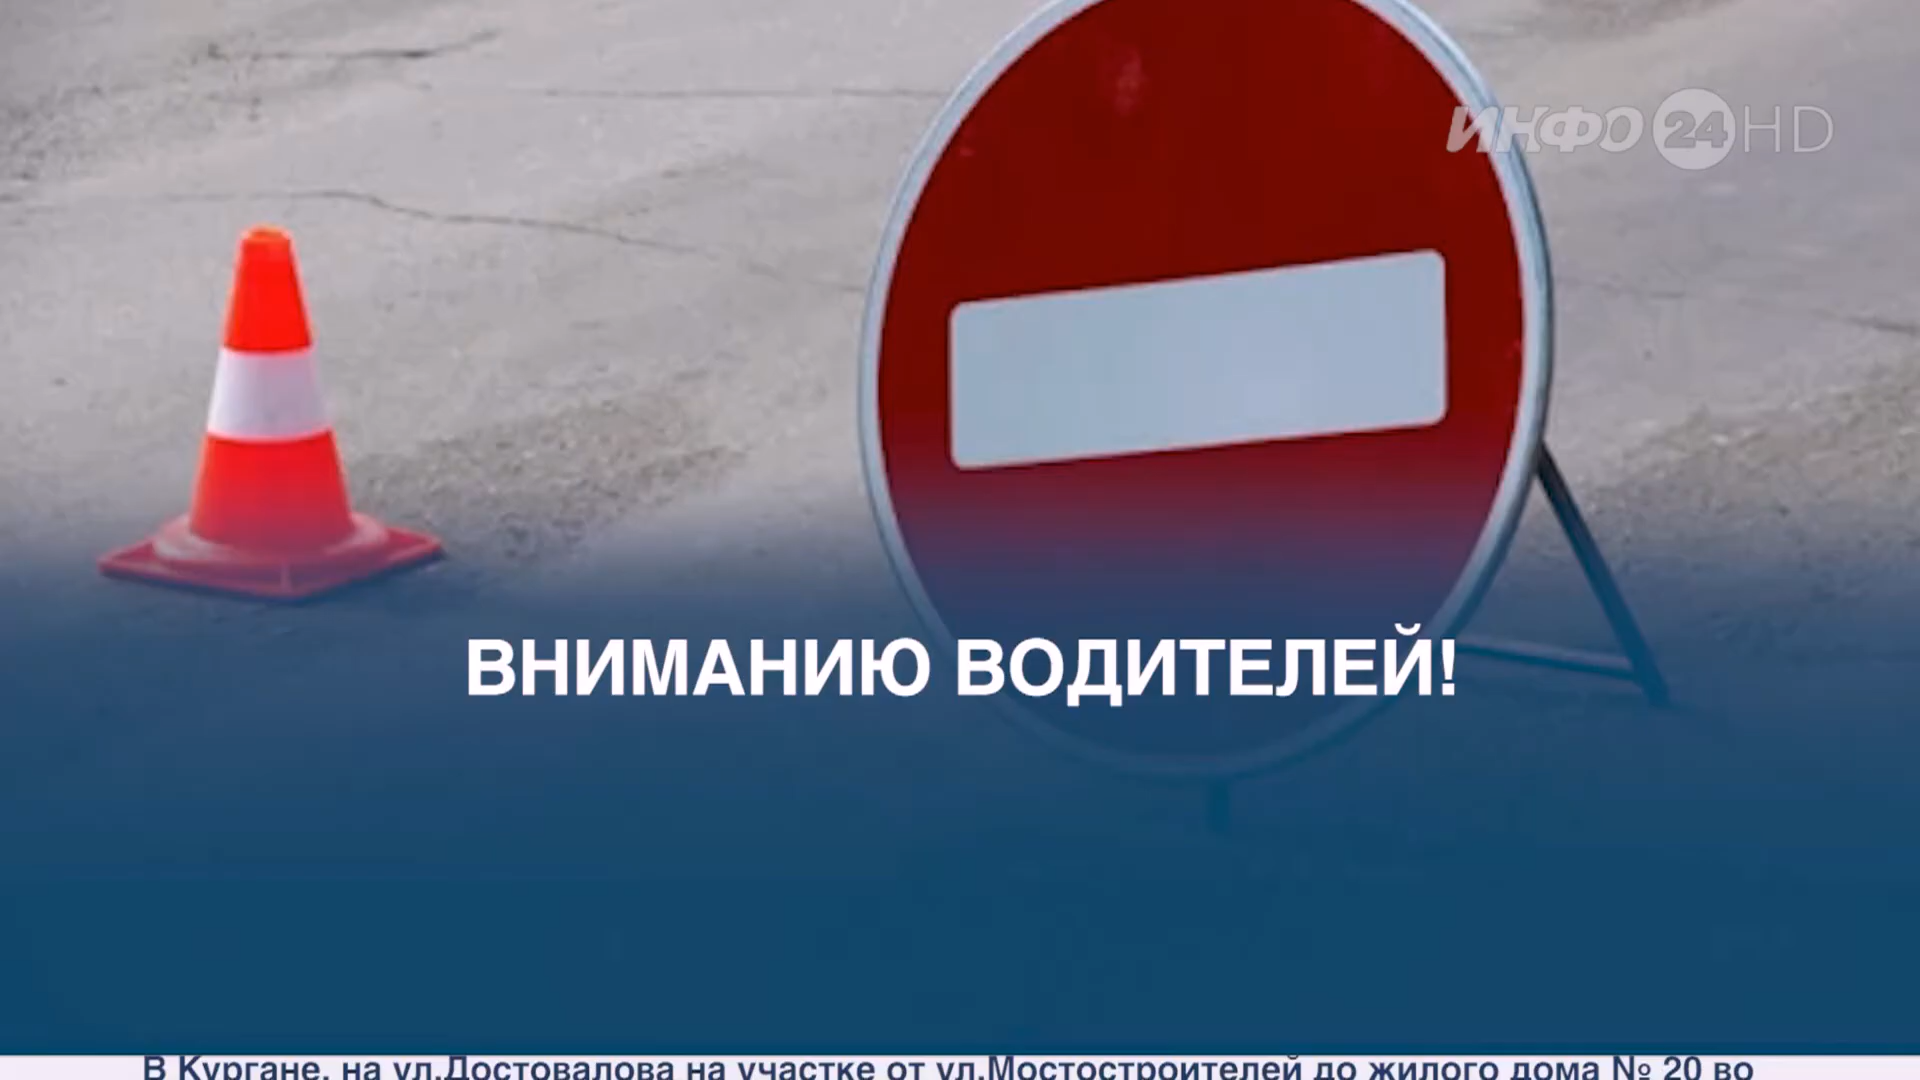 ИНФО 24 HD
ВНИМАНИЮ ВОДИТЕЛЕЙ!
В Кургане, на ул.Достовалова на участке от ул.Мостостроителей до жилого дома № 20 во